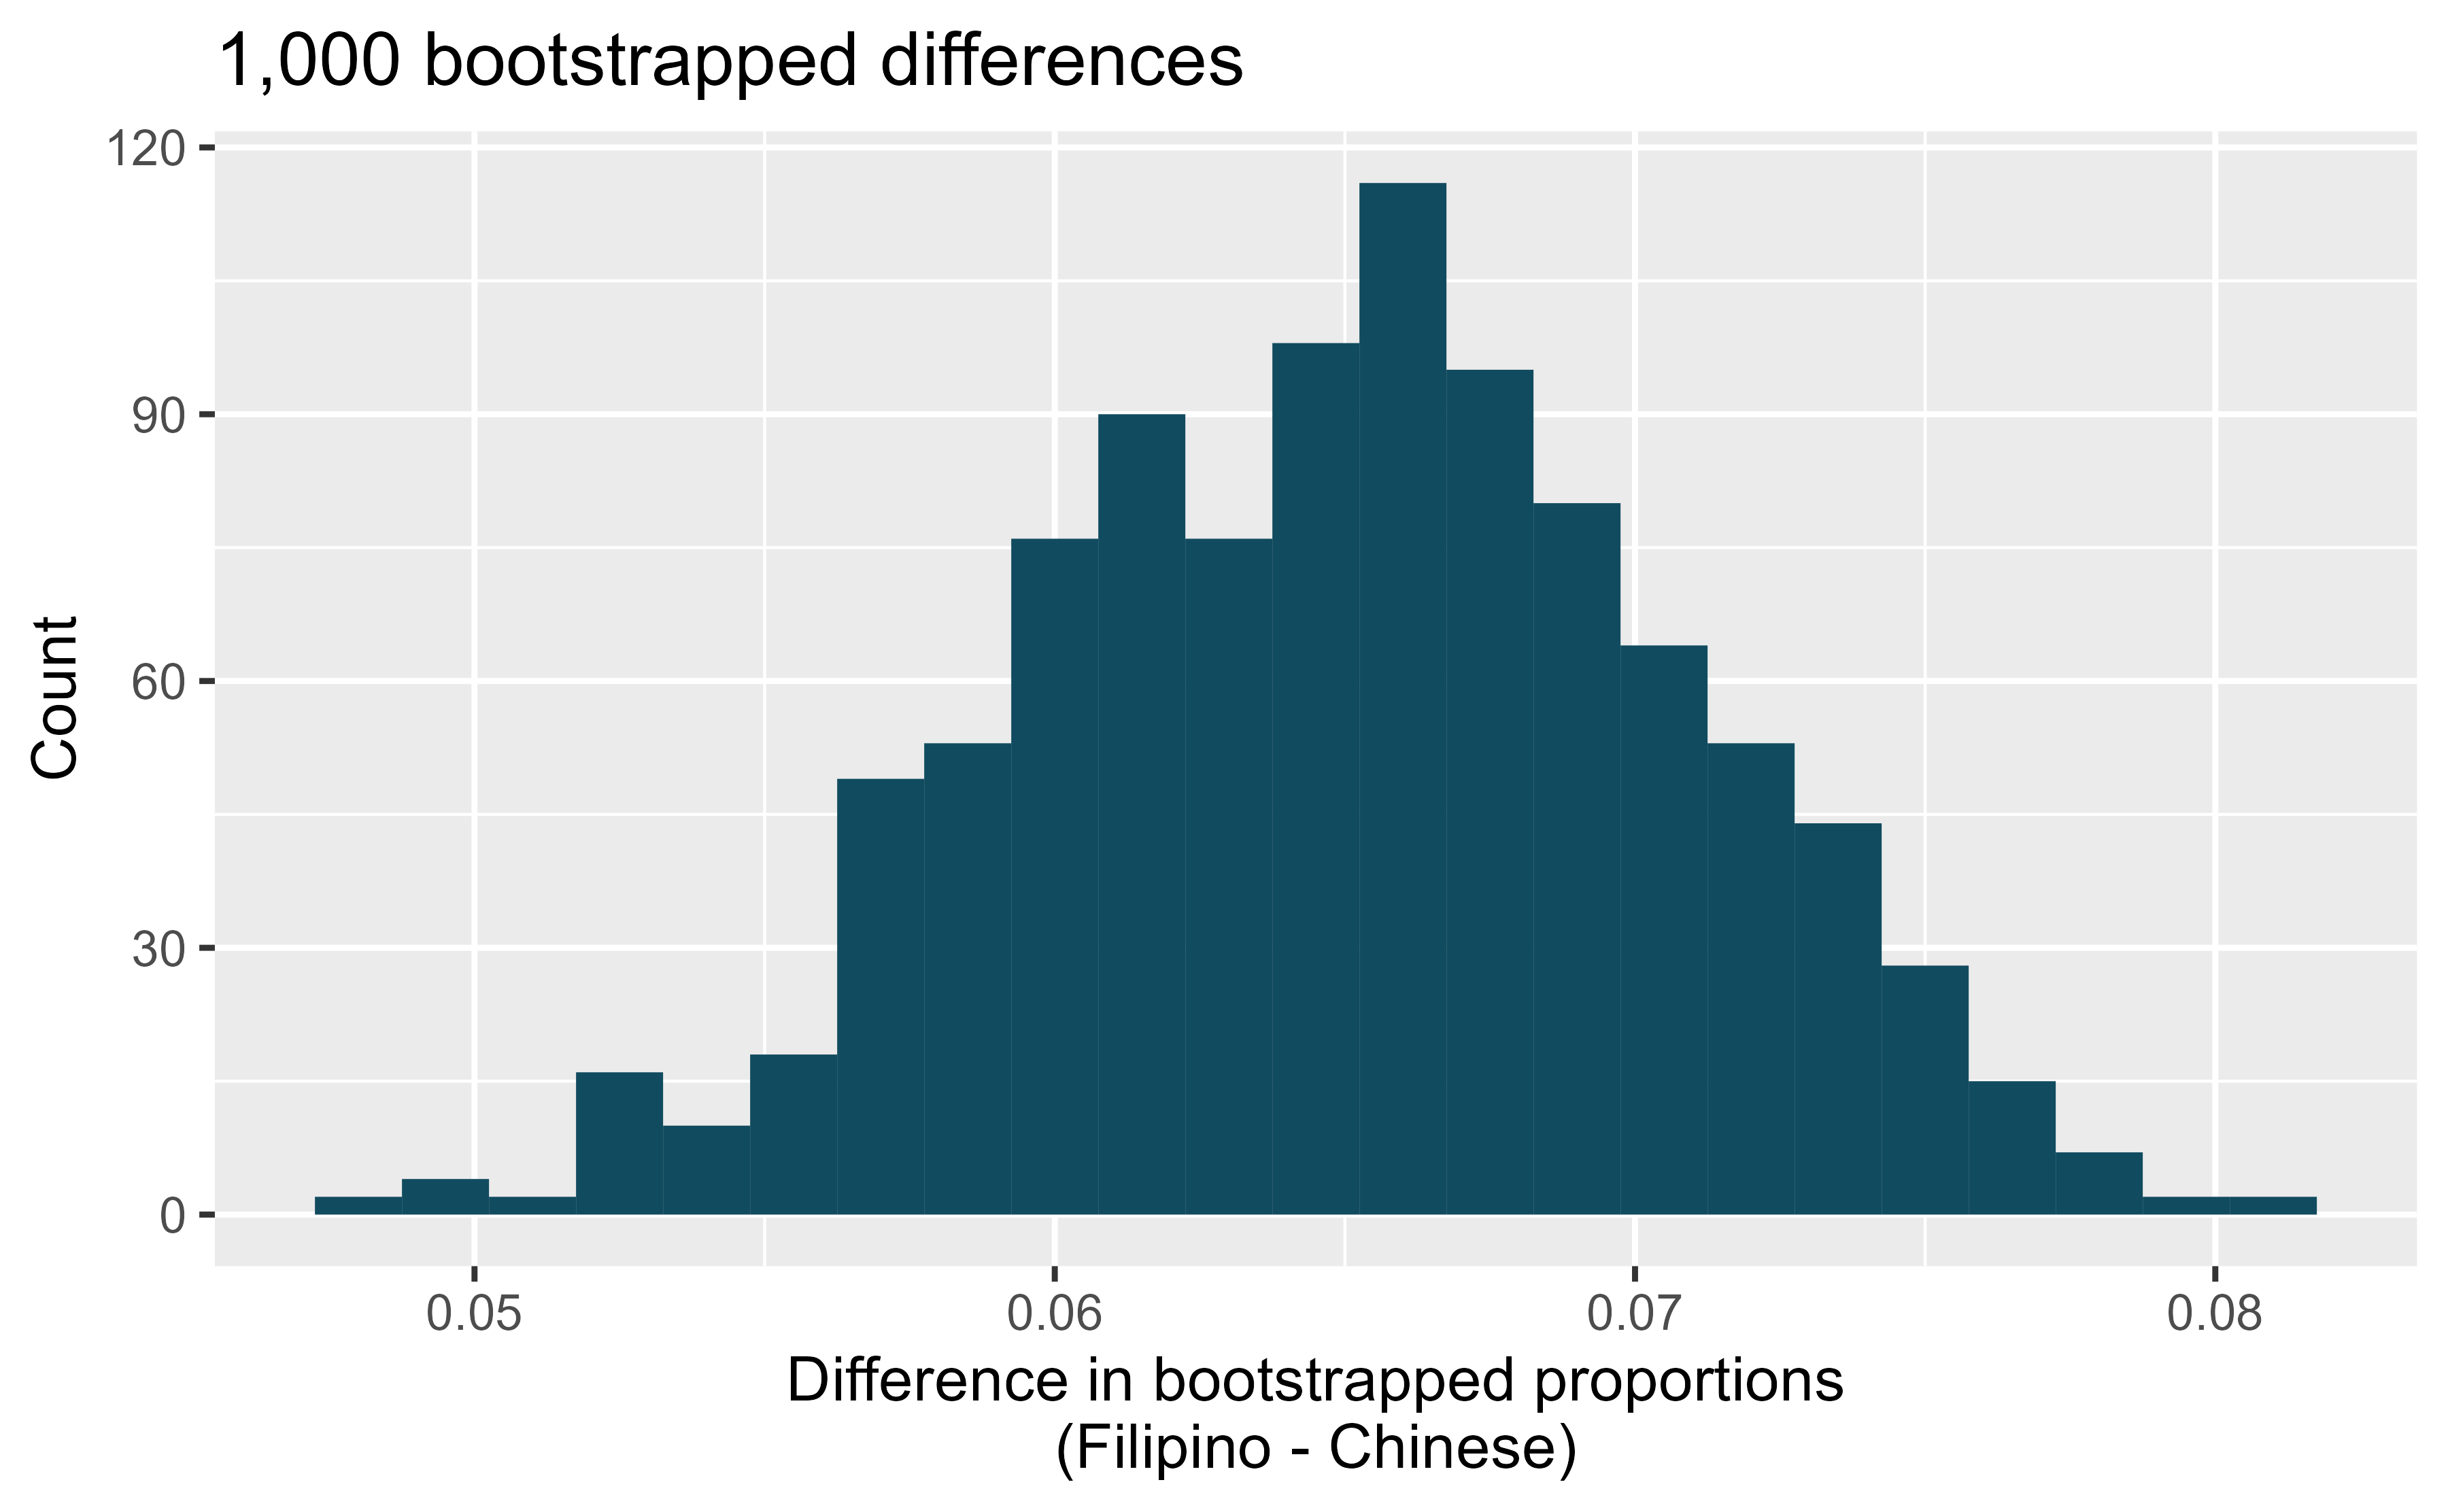 1,000 bootstrapped differences
120
90
60
30
0
Count
0.05 0.06 0.07 0.08
Difference in bootstrapped proportions
(Filipino - Chinese)